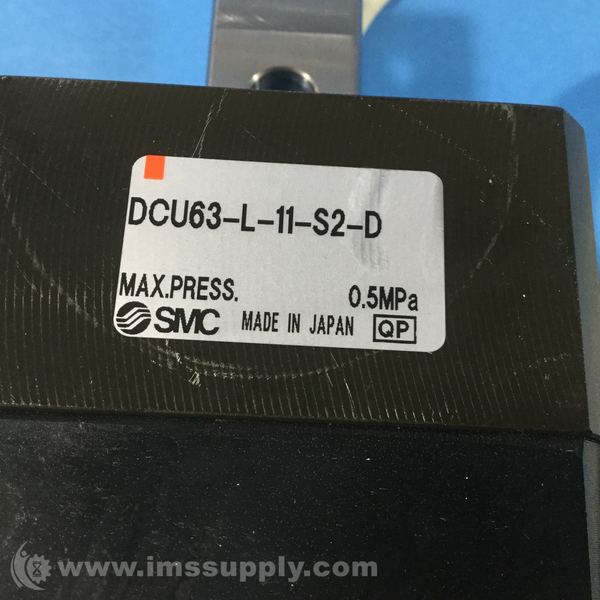 DCU63-L-11-S2-D
MAX.PRESS. 0.5MPa
SMC MADE IN JAPAN QP
www.imssupply.com